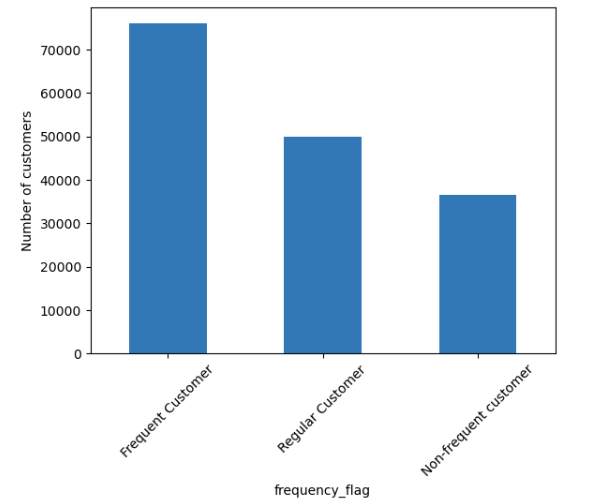 Number of customers
70000
60000
50000
40000
30000
20000
10000
0
Frequent Customer
Regular Customer
Non-frequent customer
frequency_flag